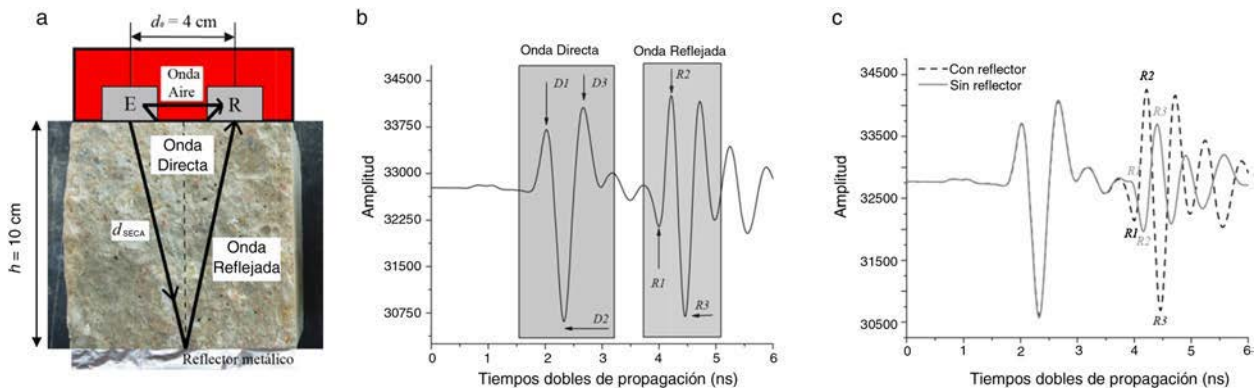 a
d₀ = 4 cm
Onda
Aire
E
R
Onda
Directa
d SECA
Onda
Reflejada
h = 10 cm
Reflector metálico
b
Onda Directa
Onda Reflejada
D1
D3
R2
R1
R3
D2
34500
33750
33000
32250
31500
30750
Amplitud
0
1
2
3
4
5
6
Tiempos dobles de propagación (ns)
c
Con reflector
Sin reflector
R2
R3
R1
R1
R2
R3
34500
33500
32500
31500
30500
Amplitud
0
1
2
3
4
5
6
Tiempos dobles de propagación (ns)